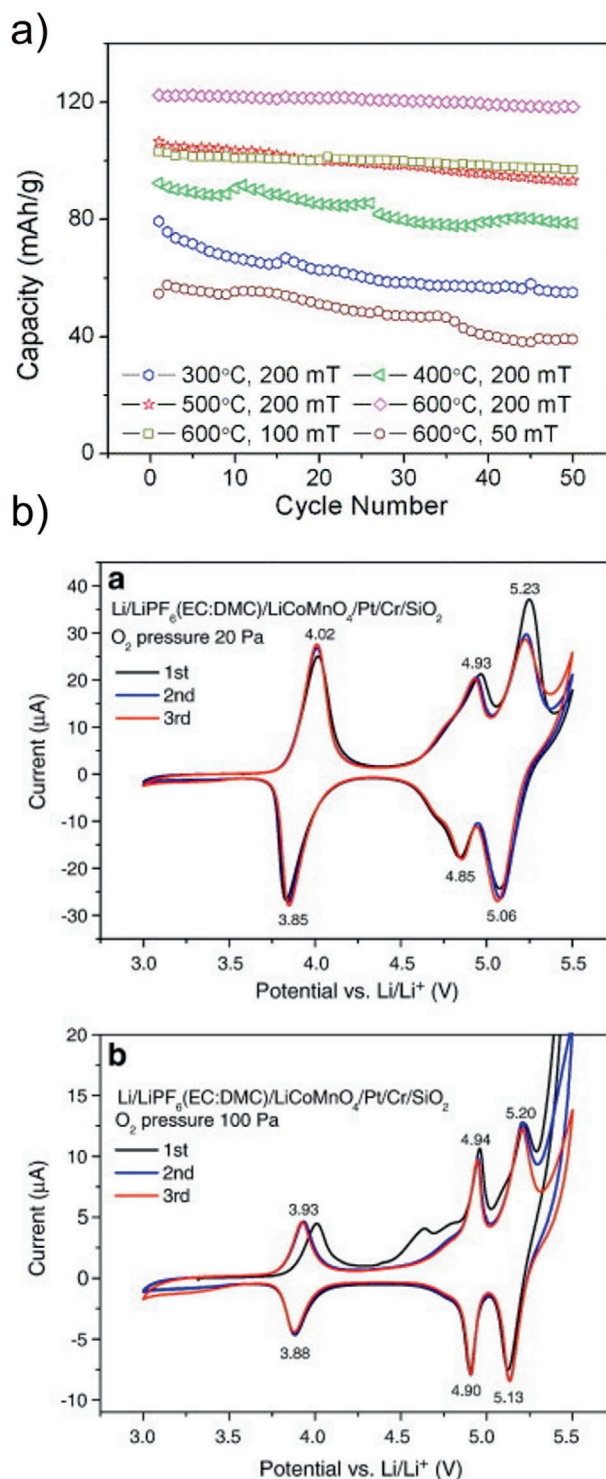 a)
Capacity (mAh/g)
120
80
40
0
300°C, 200 mT
400°C, 200 mT
500°C, 200 mT
600°C, 200 mT
600°C, 100 mT
600°C, 50 mT
0 10 20 30 40 50
Cycle Number
b)
a
Li/LiPF₆(EC:DMC)/LiCoMnO₄/Pt/Cr/SiO₂
O₂ pressure 20 Pa
1st
2nd
3rd
4.02
4.93
5.23
3.85
4.85
5.06
Current (μA)
40
30
20
10
0
-10
-20
-30
3.0 3.5 4.0 4.5 5.0 5.5
Potential vs. Li/Li⁺ (V)
b
Li/LiPF₆(EC:DMC)/LiCoMnO₄/Pt/Cr/SiO₂
O₂ pressure 100 Pa
1st
2nd
3rd
3.93
4.94
5.20
3.88
4.90
5.13
Current (μA)
20
15
10
5
0
-5
-10
3.0 3.5 4.0 4.5 5.0 5.5
Potential vs. Li/Li⁺ (V)